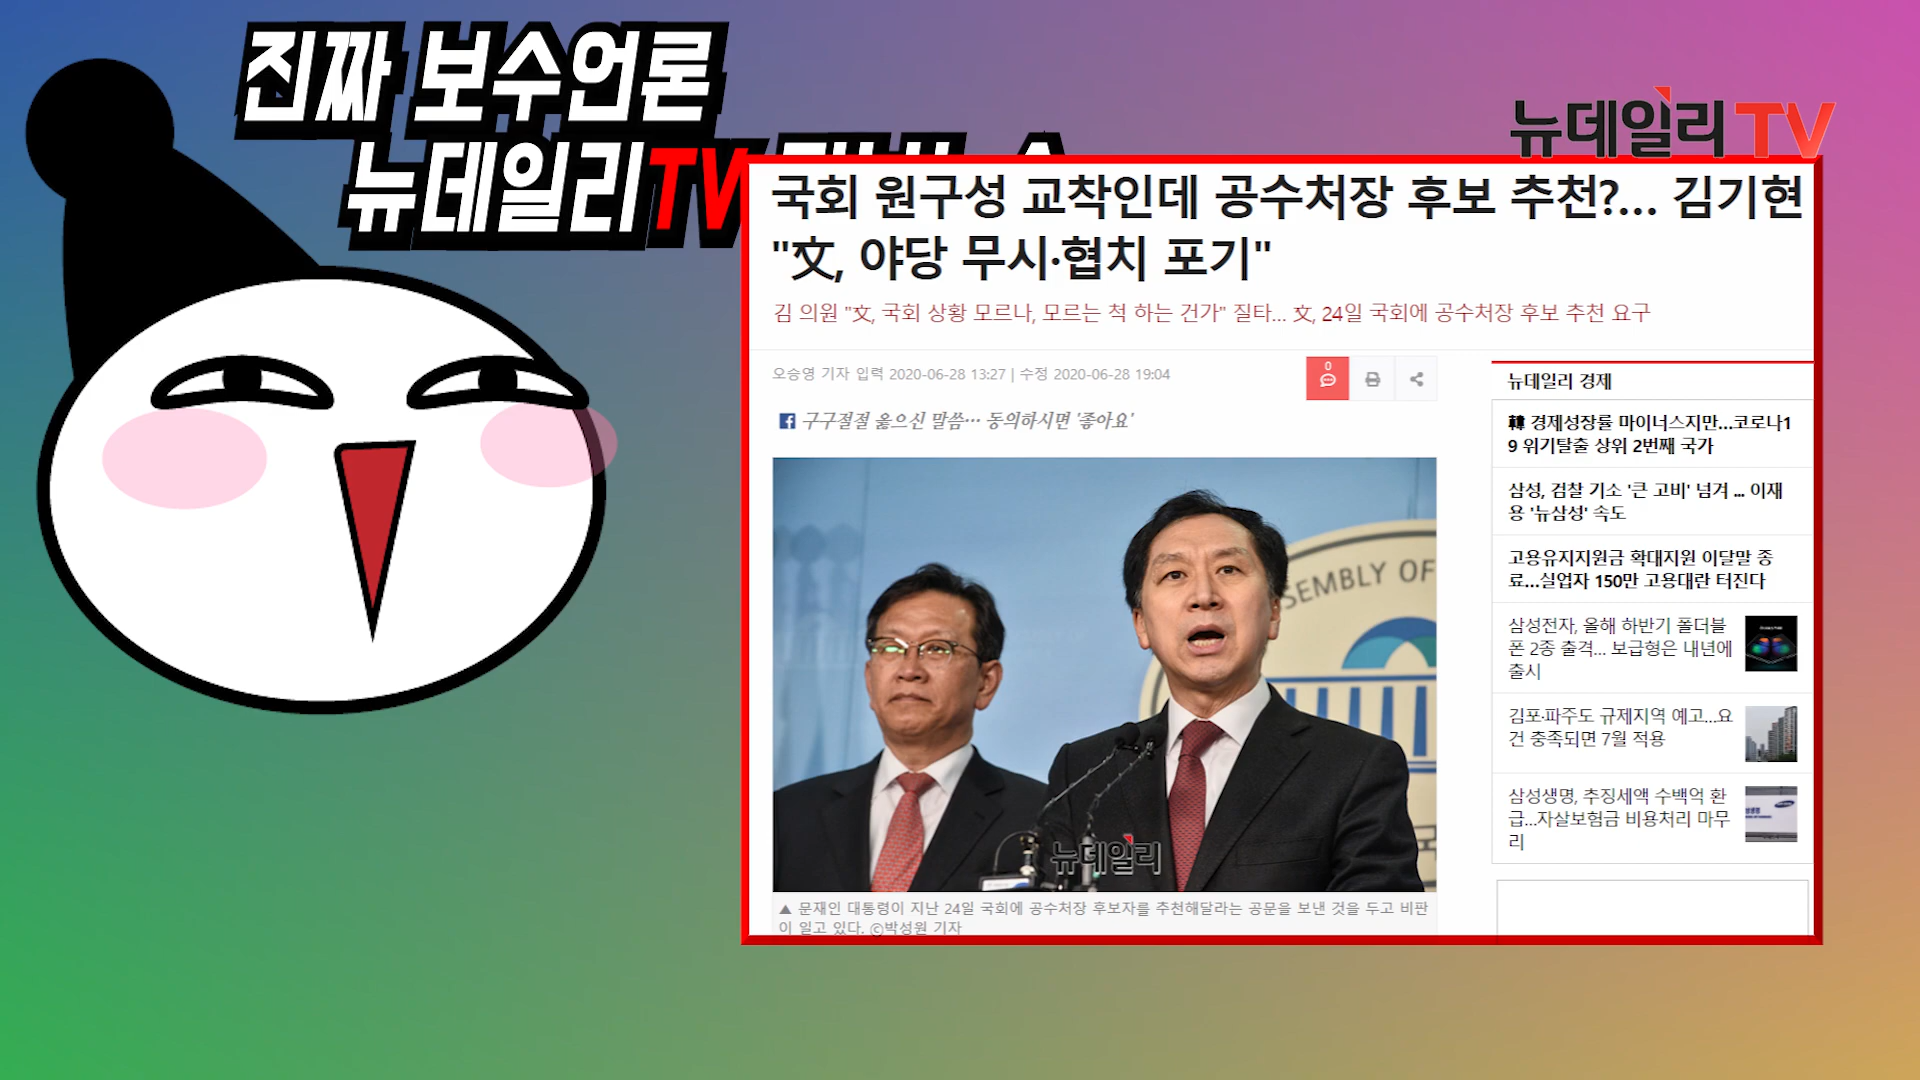 진짜 보수언론
뉴데일리TV
뉴데일리TV
국회 원구성 교착인데 공수처장 후보 추천?... 김기현
"文, 야당 무시·협치 포기"
김 의원 "文, 국회 상황 모르나, 모르는 척 하는 건가" 질타... 文, 24일 국회에 공수처장 후보 추천 요구
오승영 기자 입력 2020-06-28 13:27 | 수정 2020-06-28 19:04
0
구구절절 옳으신 말씀… 동의하시면 '좋아요'
SEMBLY OF
뉴데일리
▲ 문재인 대통령이 지난 24일 국회에 공수처장 후보자를 추천해달라는 공문을 보낸 것을 두고 비판
이 일고 있다. ⓒ박성원 기자
뉴데일리 경제
韓 경제성장률 마이너스지만...코로나1
9 위기탈출 상위 2번째 국가
삼성, 검찰 기소 '큰 고비' 넘겨 ... 이재
용 '뉴삼성' 속도
고용유지지원금 확대지원 이달말 종
료...실업자 150만 고용대란 터진다
삼성전자, 올해 하반기 폴더블
폰 2종 출격... 보급형은 내년에
출시
김포·파주도 규제지역 예고...요
건 충족되면 7월 적용
삼성생명, 추징세액 수백억 환
급...자살보험금 비용처리 마무
리